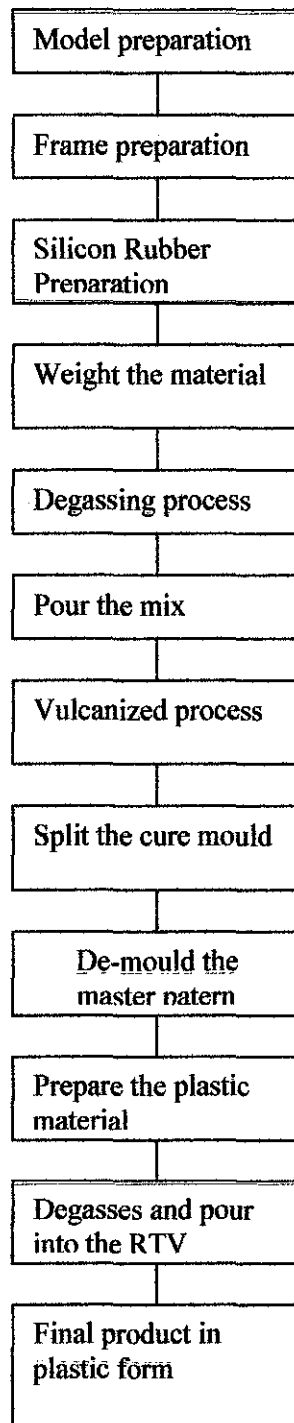 Model preparation
Frame preparation
Silicon Rubber
Preparation
Weight the material
Degassing process
Pour the mix
Vulcanized process
Split the cure mould
De-mould the
master patern
Prepare the plastic
material
Degasses and pour
into the RTV
Final product in
plastic form